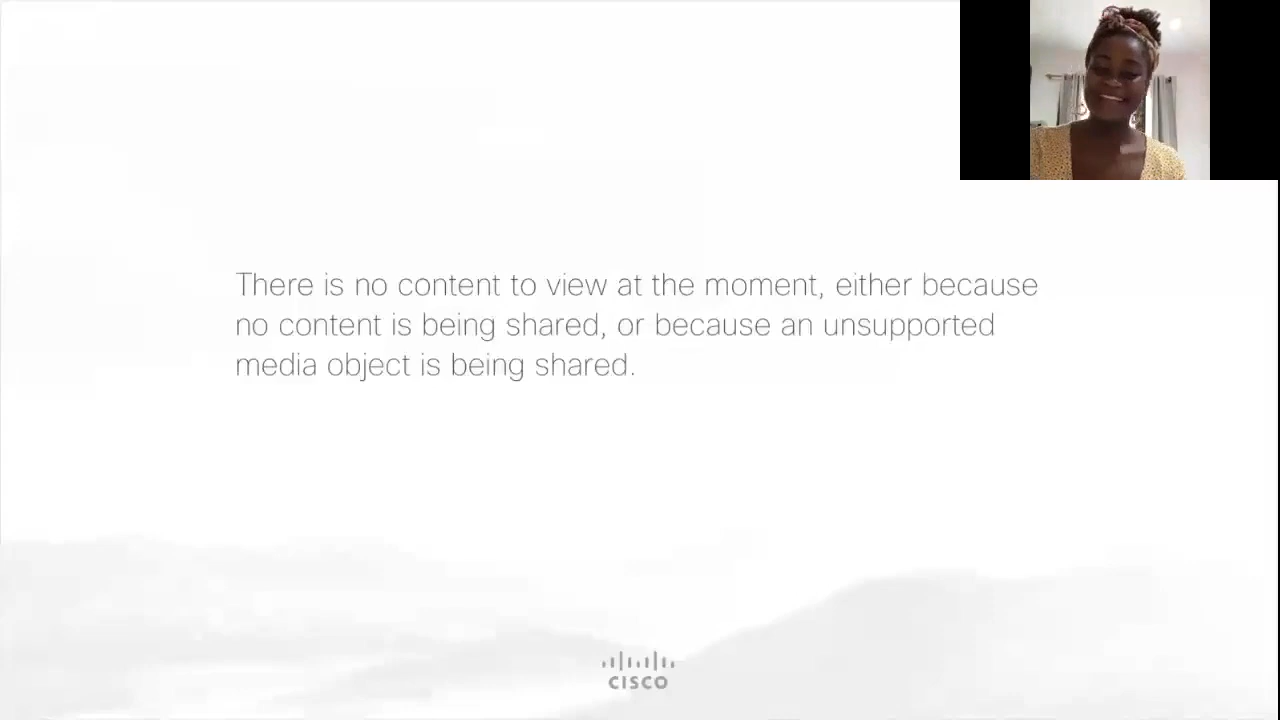 There is no content to view at the moment, either because
no content is being shared, or because an unsupported
media object is being shared.
CISCO